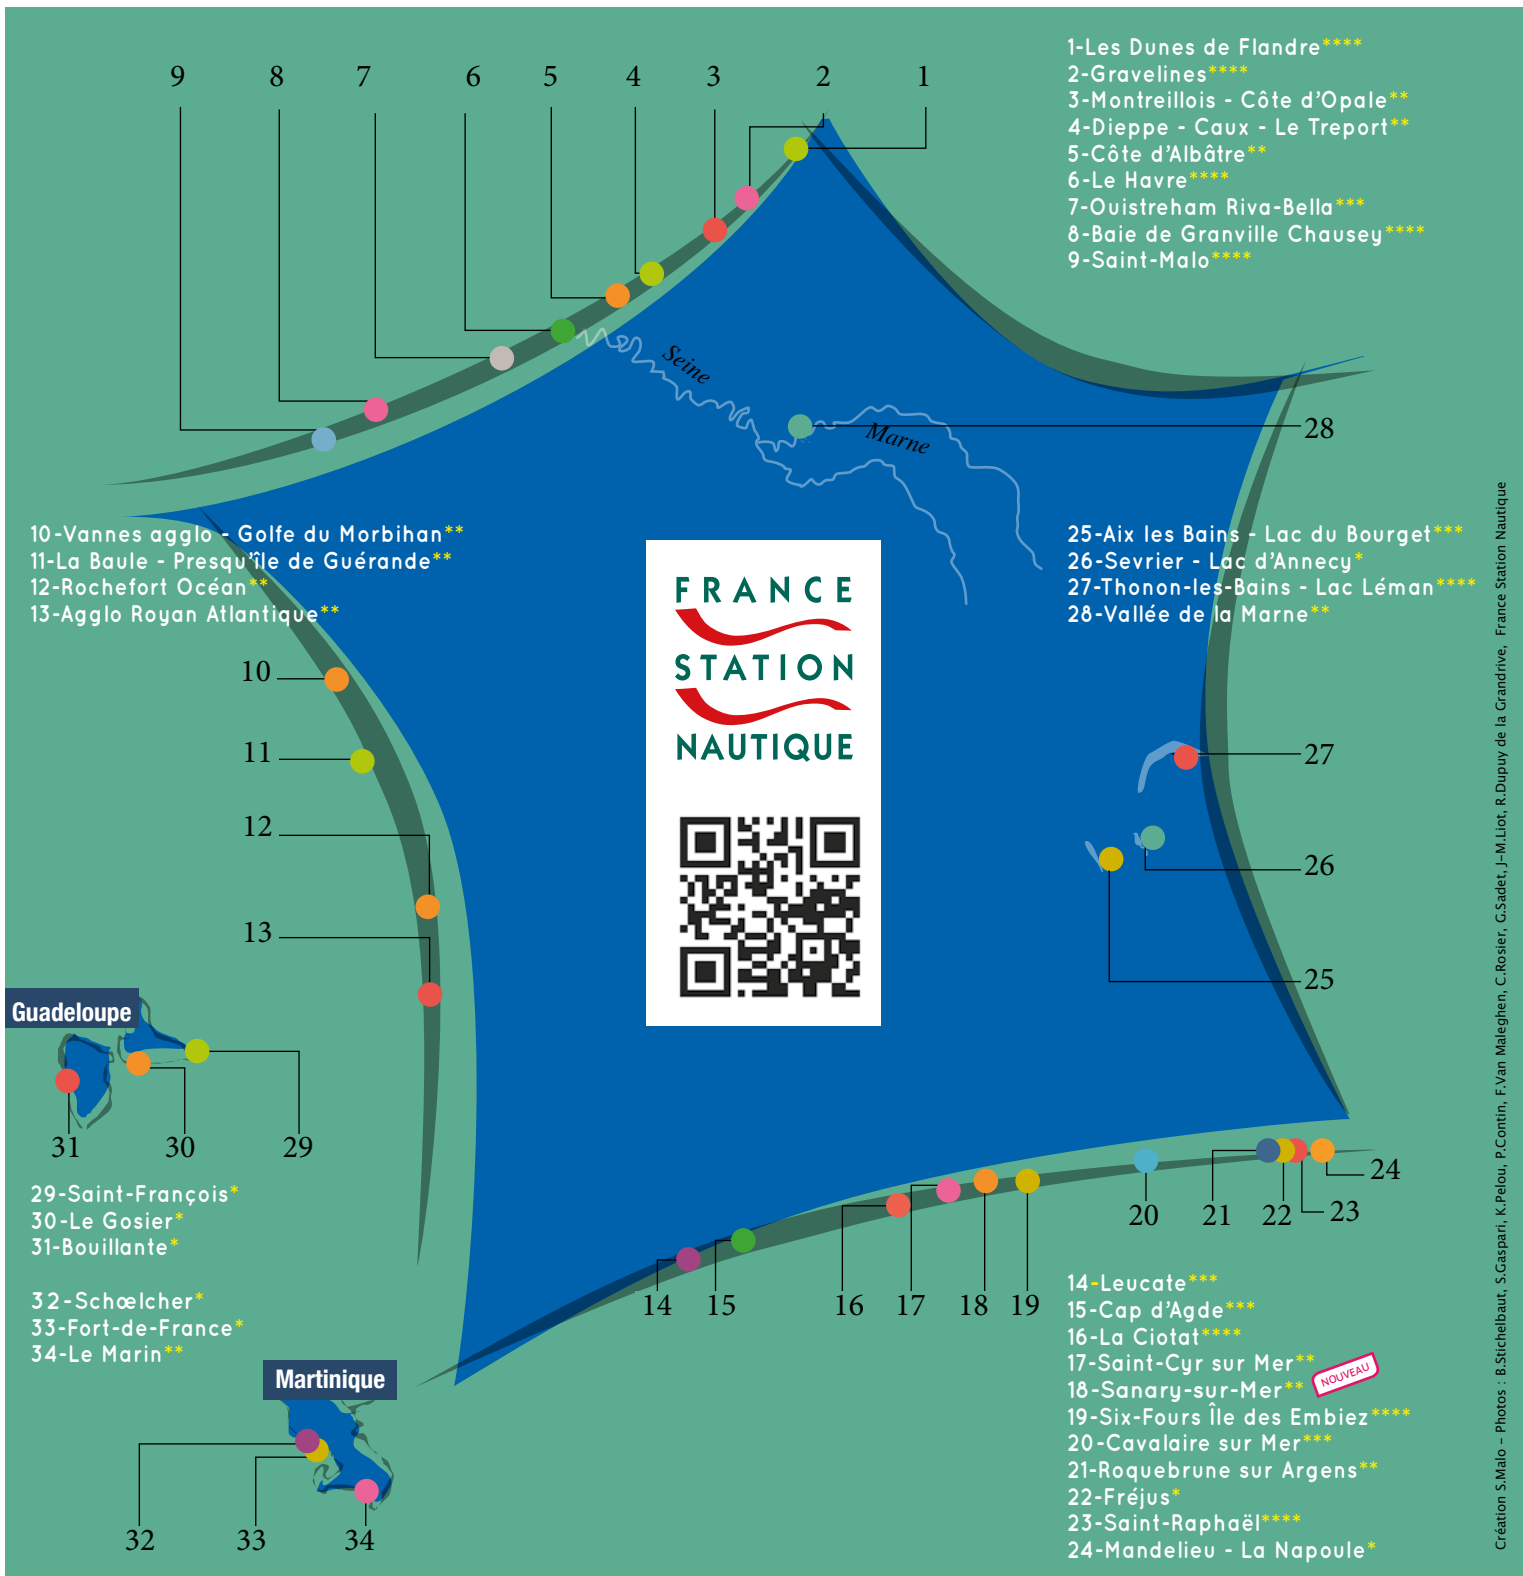 9 8 7 6 5 4 3 2 1
1-Les Dunes de Flandre****
2-Gravelines****
3-Montreillois - Côte d'Opale**
4-Dieppe - Caux - Le Treport**
5-Côte d'Albâtre**
6-Le Havre****
7-Ouistreham Riva-Bella***
8-Baie de Granville Chausey****
9-Saint-Malo****
Seine
Marne
28
10-Vannes agglo - Golfe du Morbihan**
11-La Baule - Presqu'île de Guérande**
12-Rochefort Océan**
13-Agglo Royan Atlantique**
25-Aix les Bains - Lac du Bourget***
26-Sevrier - Lac d'Annecy*
27-Thonon-les-Bains - Lac Léman****
28-Vallée de la Marne**
FRANCE
STATION
NAUTIQUE
10
11
12
13
27
26
25
Guadeloupe
31 30 29
29-Saint-François*
30-Le Gosier*
31-Bouillante*
32-Schœlcher*
33-Fort-de-France*
34-Le Marin**
Martinique
32 33 34
14 15 16 17 18 19 20 21 22 23 24
14-Leucate***
15-Cap d'Agde***
16-La Ciotat****
17-Saint-Cyr sur Mer**
18-Sanary-sur-Mer**
NOUVEAU
19-Six-Fours Île des Embiez****
20-Cavalaire sur Mer***
21-Roquebrune sur Argens**
22-Fréjus*
23-Saint-Raphaël****
24-Mandelieu - La Napoule*
Création S.Malo - Photos : B.Stichelbaut, S.Gaspari, K.Pelou, P.Contin, F.Van Maleghen, C.Rosier, G.Sadet, J-M.Liot, R.Dupuy de la Grandrive, France Station Nautique